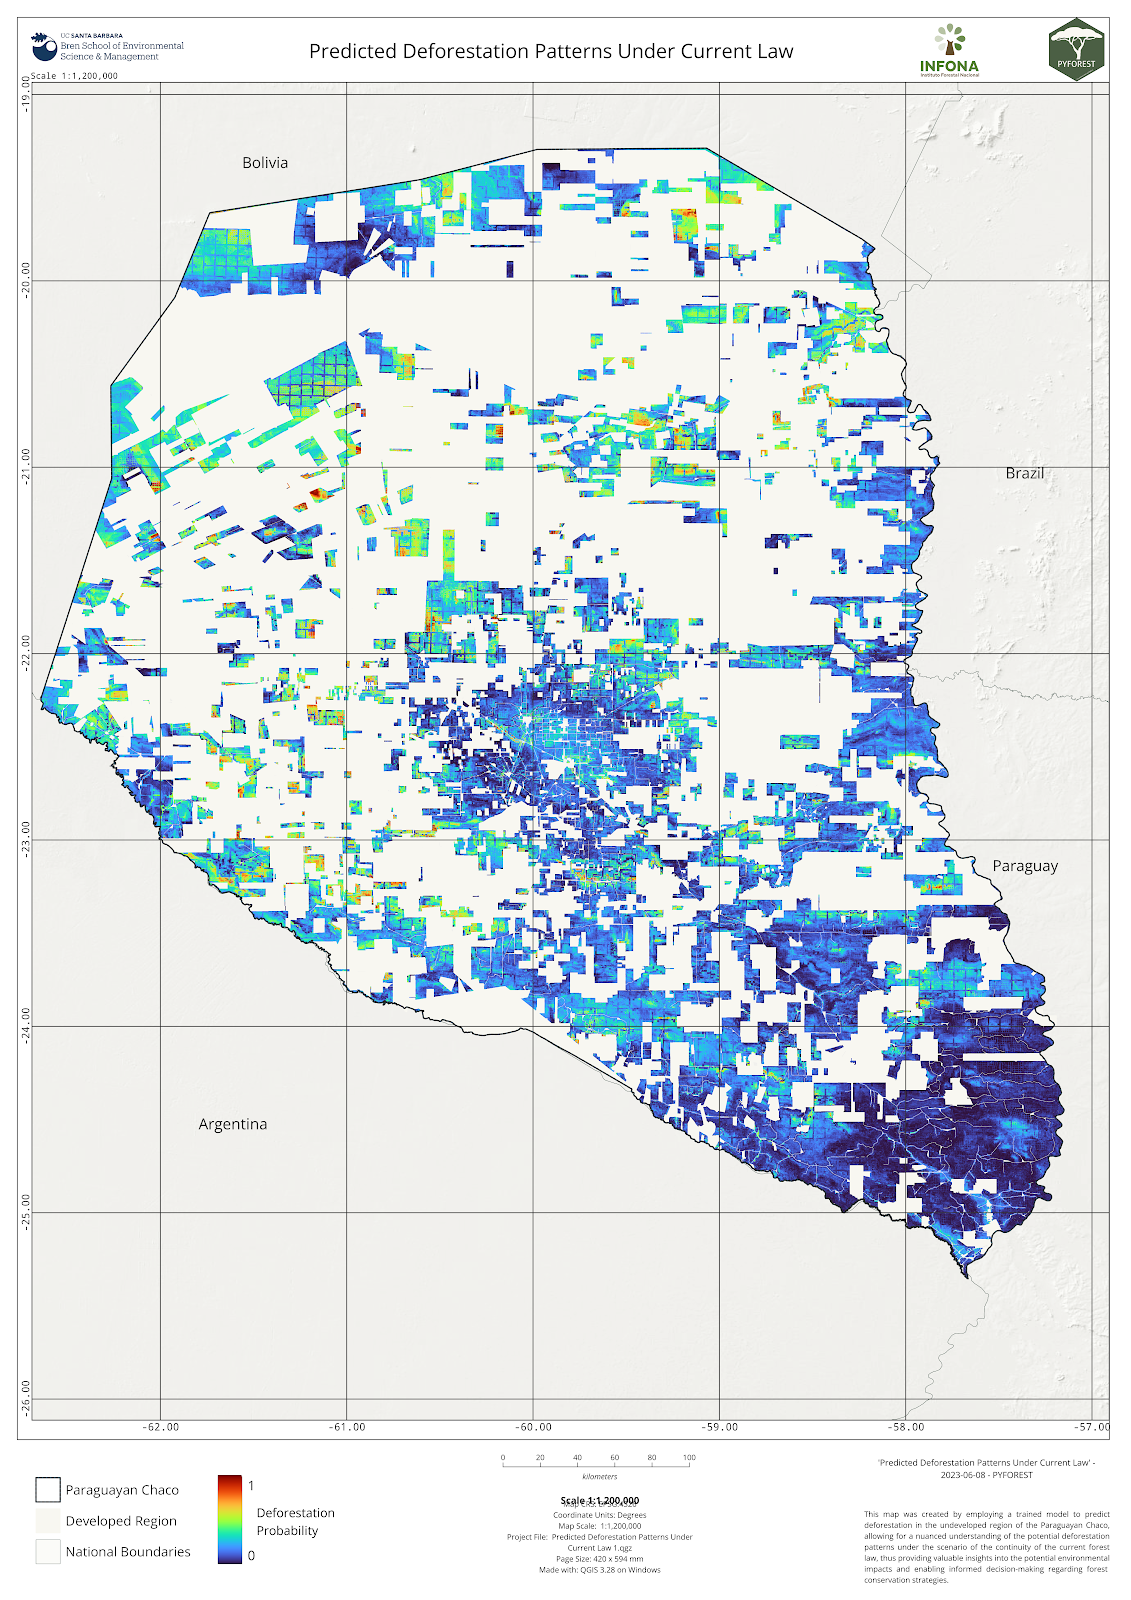 UC SANTA BARBARA
Bren School of Environmental
Science & Management
Predicted Deforestation Patterns Under Current Law
INFONA
Instituto Forestal Nacional
PYFOREST
Scale 1:1,200,000
-19.00
-20.00
-21.00
-22.00
-23.00
-24.00
-25.00
-26.00
Bolivia
Brazil
Paraguay
Argentina
-62.00
-61.00
-60.00
-59.00
-58.00
-57.00
Paraguayan Chaco
Developed Region
National Boundaries
1
0
Deforestation
Probability
0 20 40 60 80 100
kilometers
Scale 1:1,200,000
Coordinate Units: Degrees
Map Scale: 1:1,200,000
Project File: Predicted Deforestation Patterns Under
Current Law 1.qgz
Page Size: 420 x 594 mm
Made with: QGIS 3.28 on Windows
'Predicted Deforestation Patterns Under Current Law' -
2023-06-08 - PYFOREST
This map was created by employing a trained model to predict
deforestation in the undeveloped region of the Paraguayan Chaco,
allowing for a nuanced understanding of the potential deforestation
patterns under the scenario of the continuity of the current forest
law, thus providing valuable insights into the potential environmental
impacts and enabling informed decision-making regarding forest
conservation strategies.